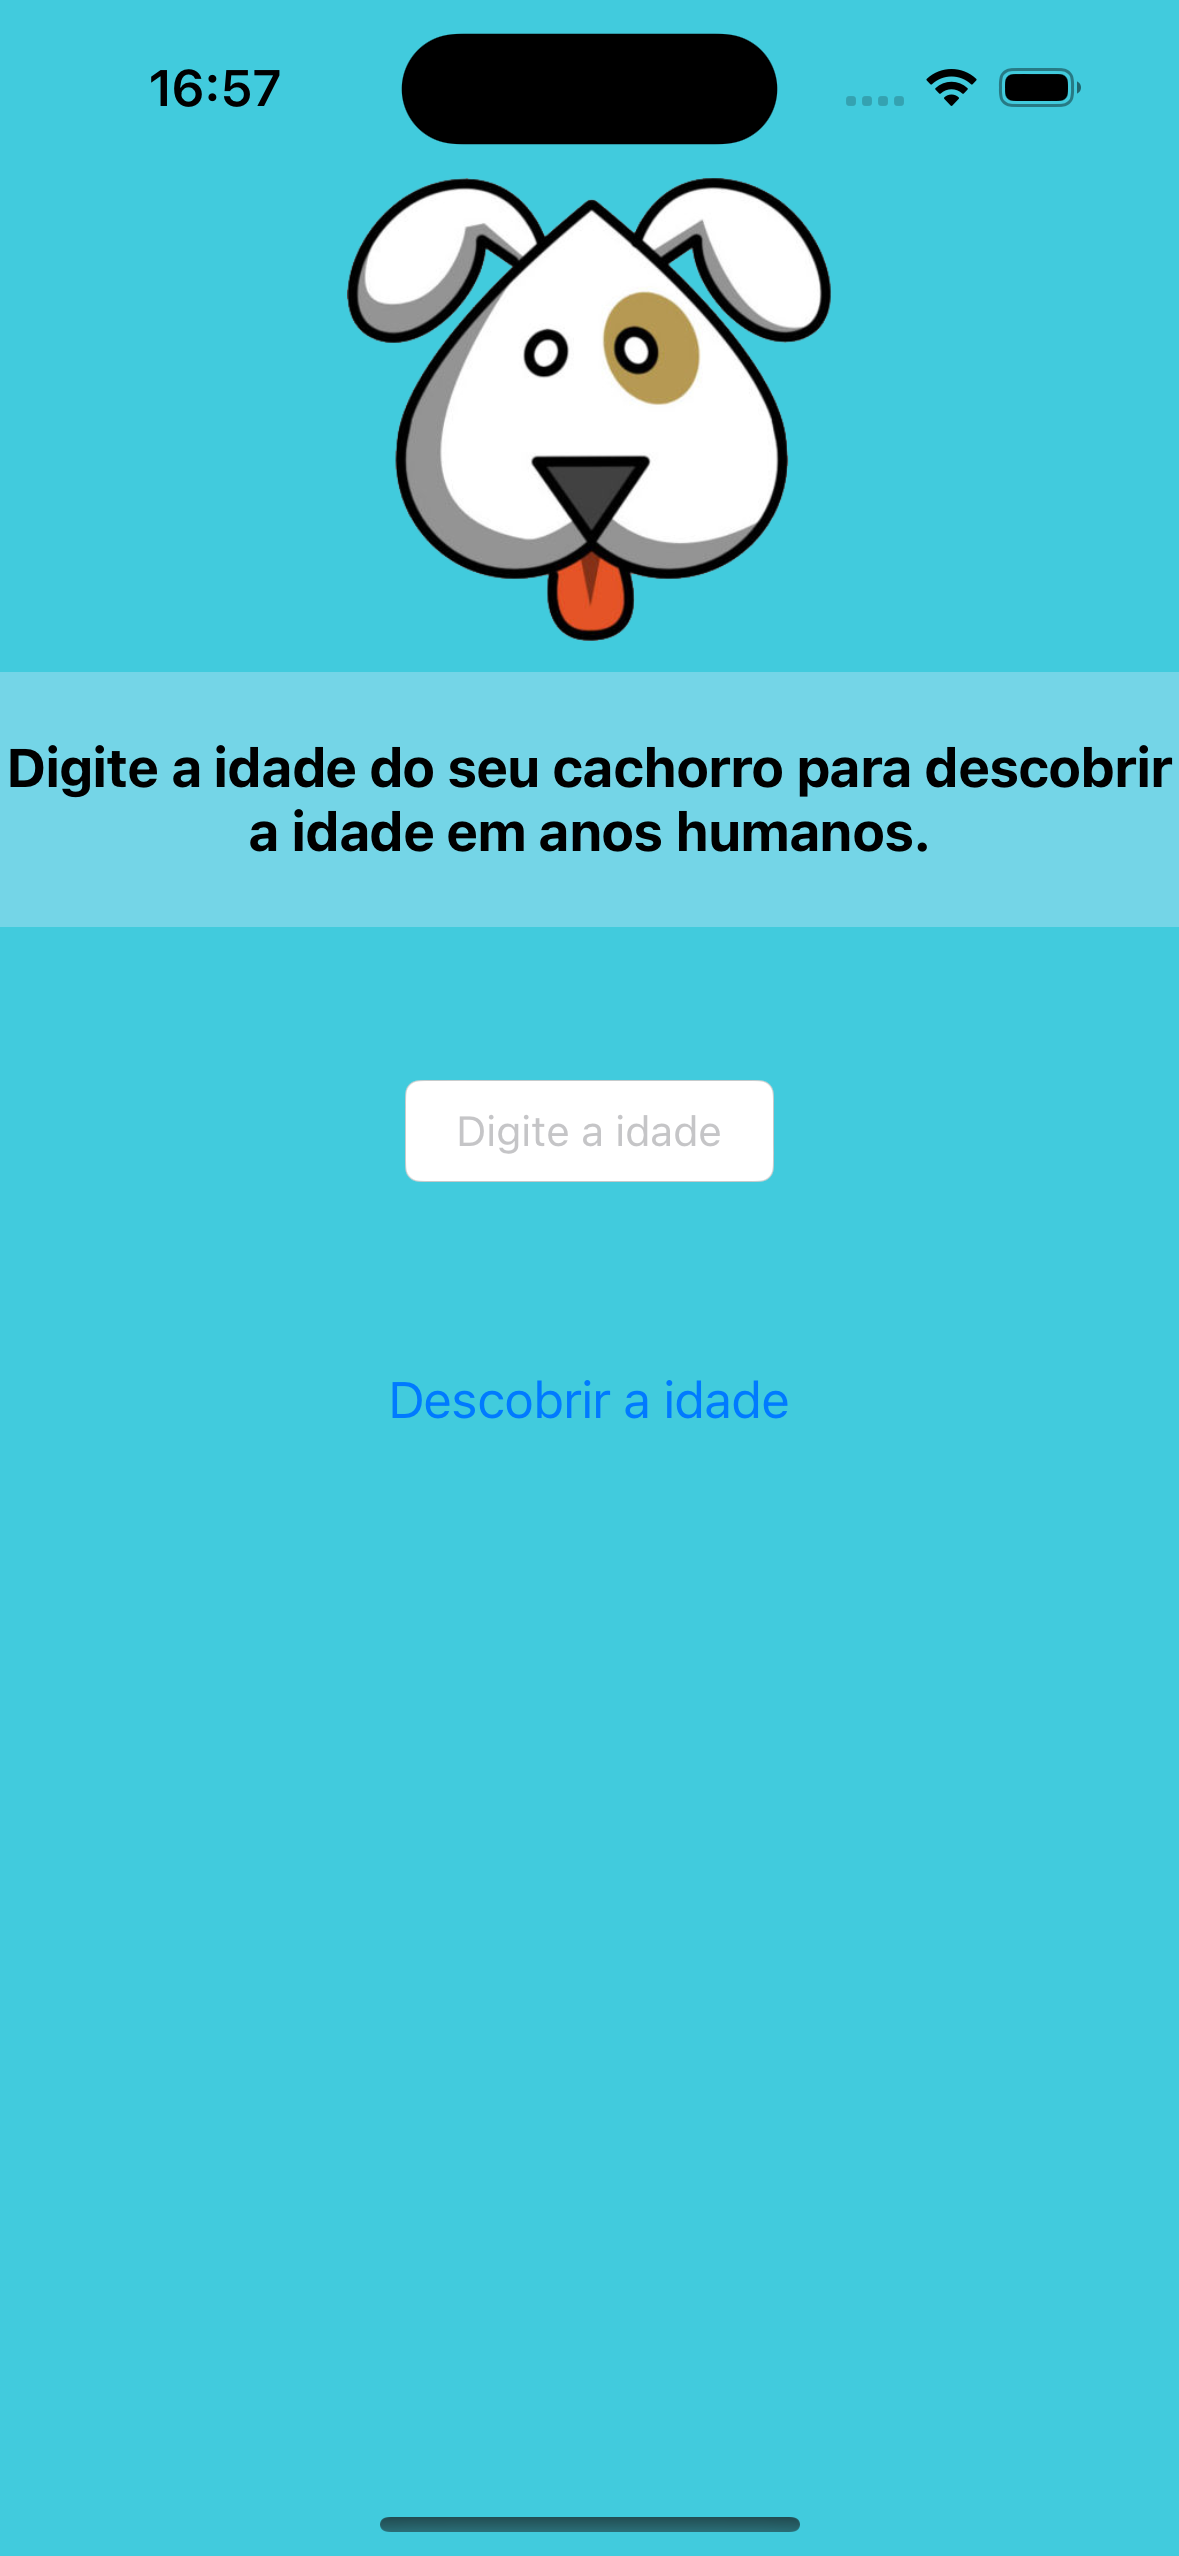 16:57
Digite a idade do seu cachorro para descobrir
a idade em anos humanos.
Digite a idade
Descobrir a idade